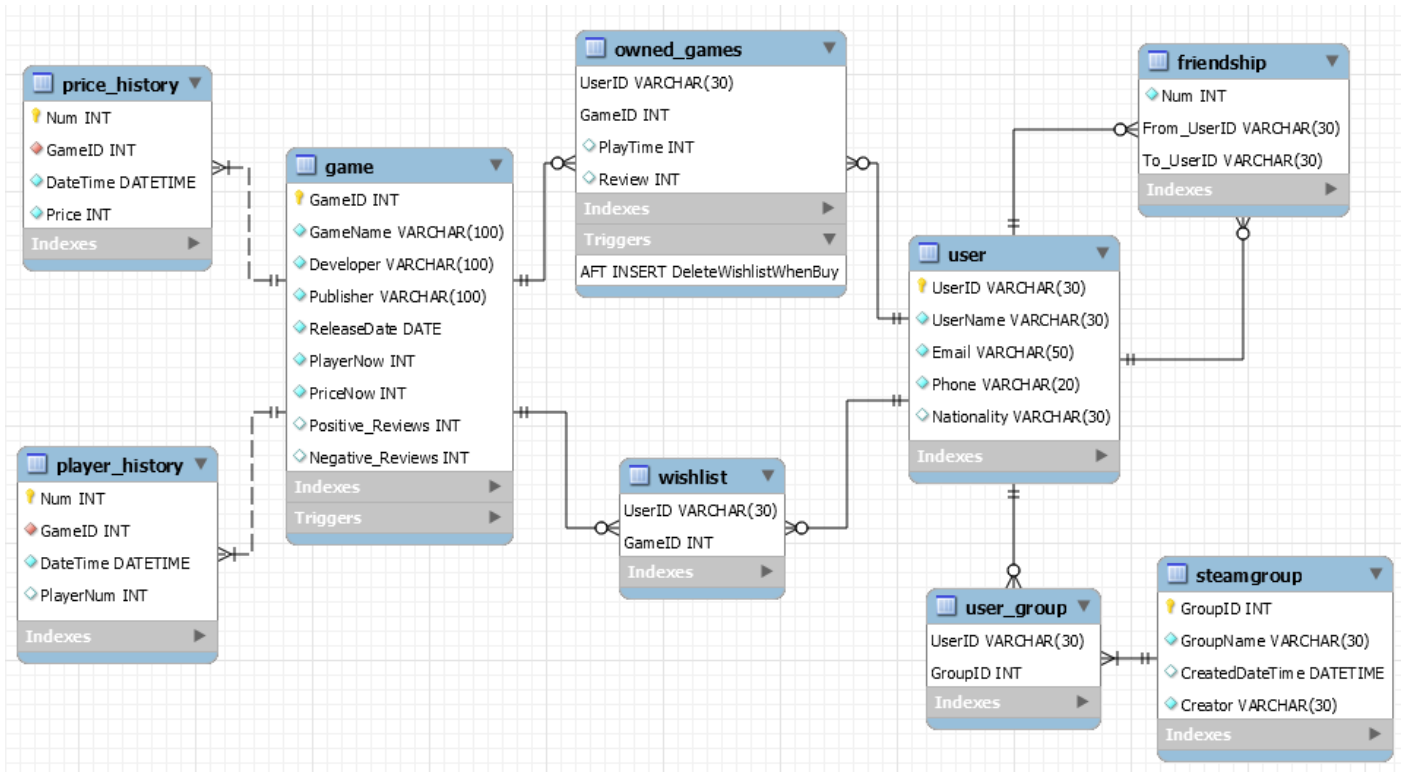 price_history
Num INT
GameID INT
DateTime DATETIME
Price INT
Indexes
player_history
Num INT
GameID INT
DateTime DATETIME
PlayerNum INT
Indexes
game
GameID INT
GameName VARCHAR(100)
Developer VARCHAR(100)
Publisher VARCHAR(100)
ReleaseDate DATE
PlayerNow INT
PriceNow INT
Positive_Reviews INT
Negative_Reviews INT
Indexes
Triggers
owned_games
UserID VARCHAR(30)
GameID INT
PlayTime INT
Review INT
Indexes
Triggers
AFT INSERT DeleteWishlistWhenBuy
wishlist
UserID VARCHAR(30)
GameID INT
Indexes
friendship
Num INT
From_UserID VARCHAR(30)
To_UserID VARCHAR(30)
Indexes
user
UserID VARCHAR(30)
UserName VARCHAR(30)
Email VARCHAR(50)
Phone VARCHAR(20)
Nationality VARCHAR(30)
Indexes
user_group
UserID VARCHAR(30)
GroupID INT
Indexes
steamgroup
GroupID INT
GroupName VARCHAR(30)
CreatedDateTime DATETIME
Creator VARCHAR(30)
Indexes